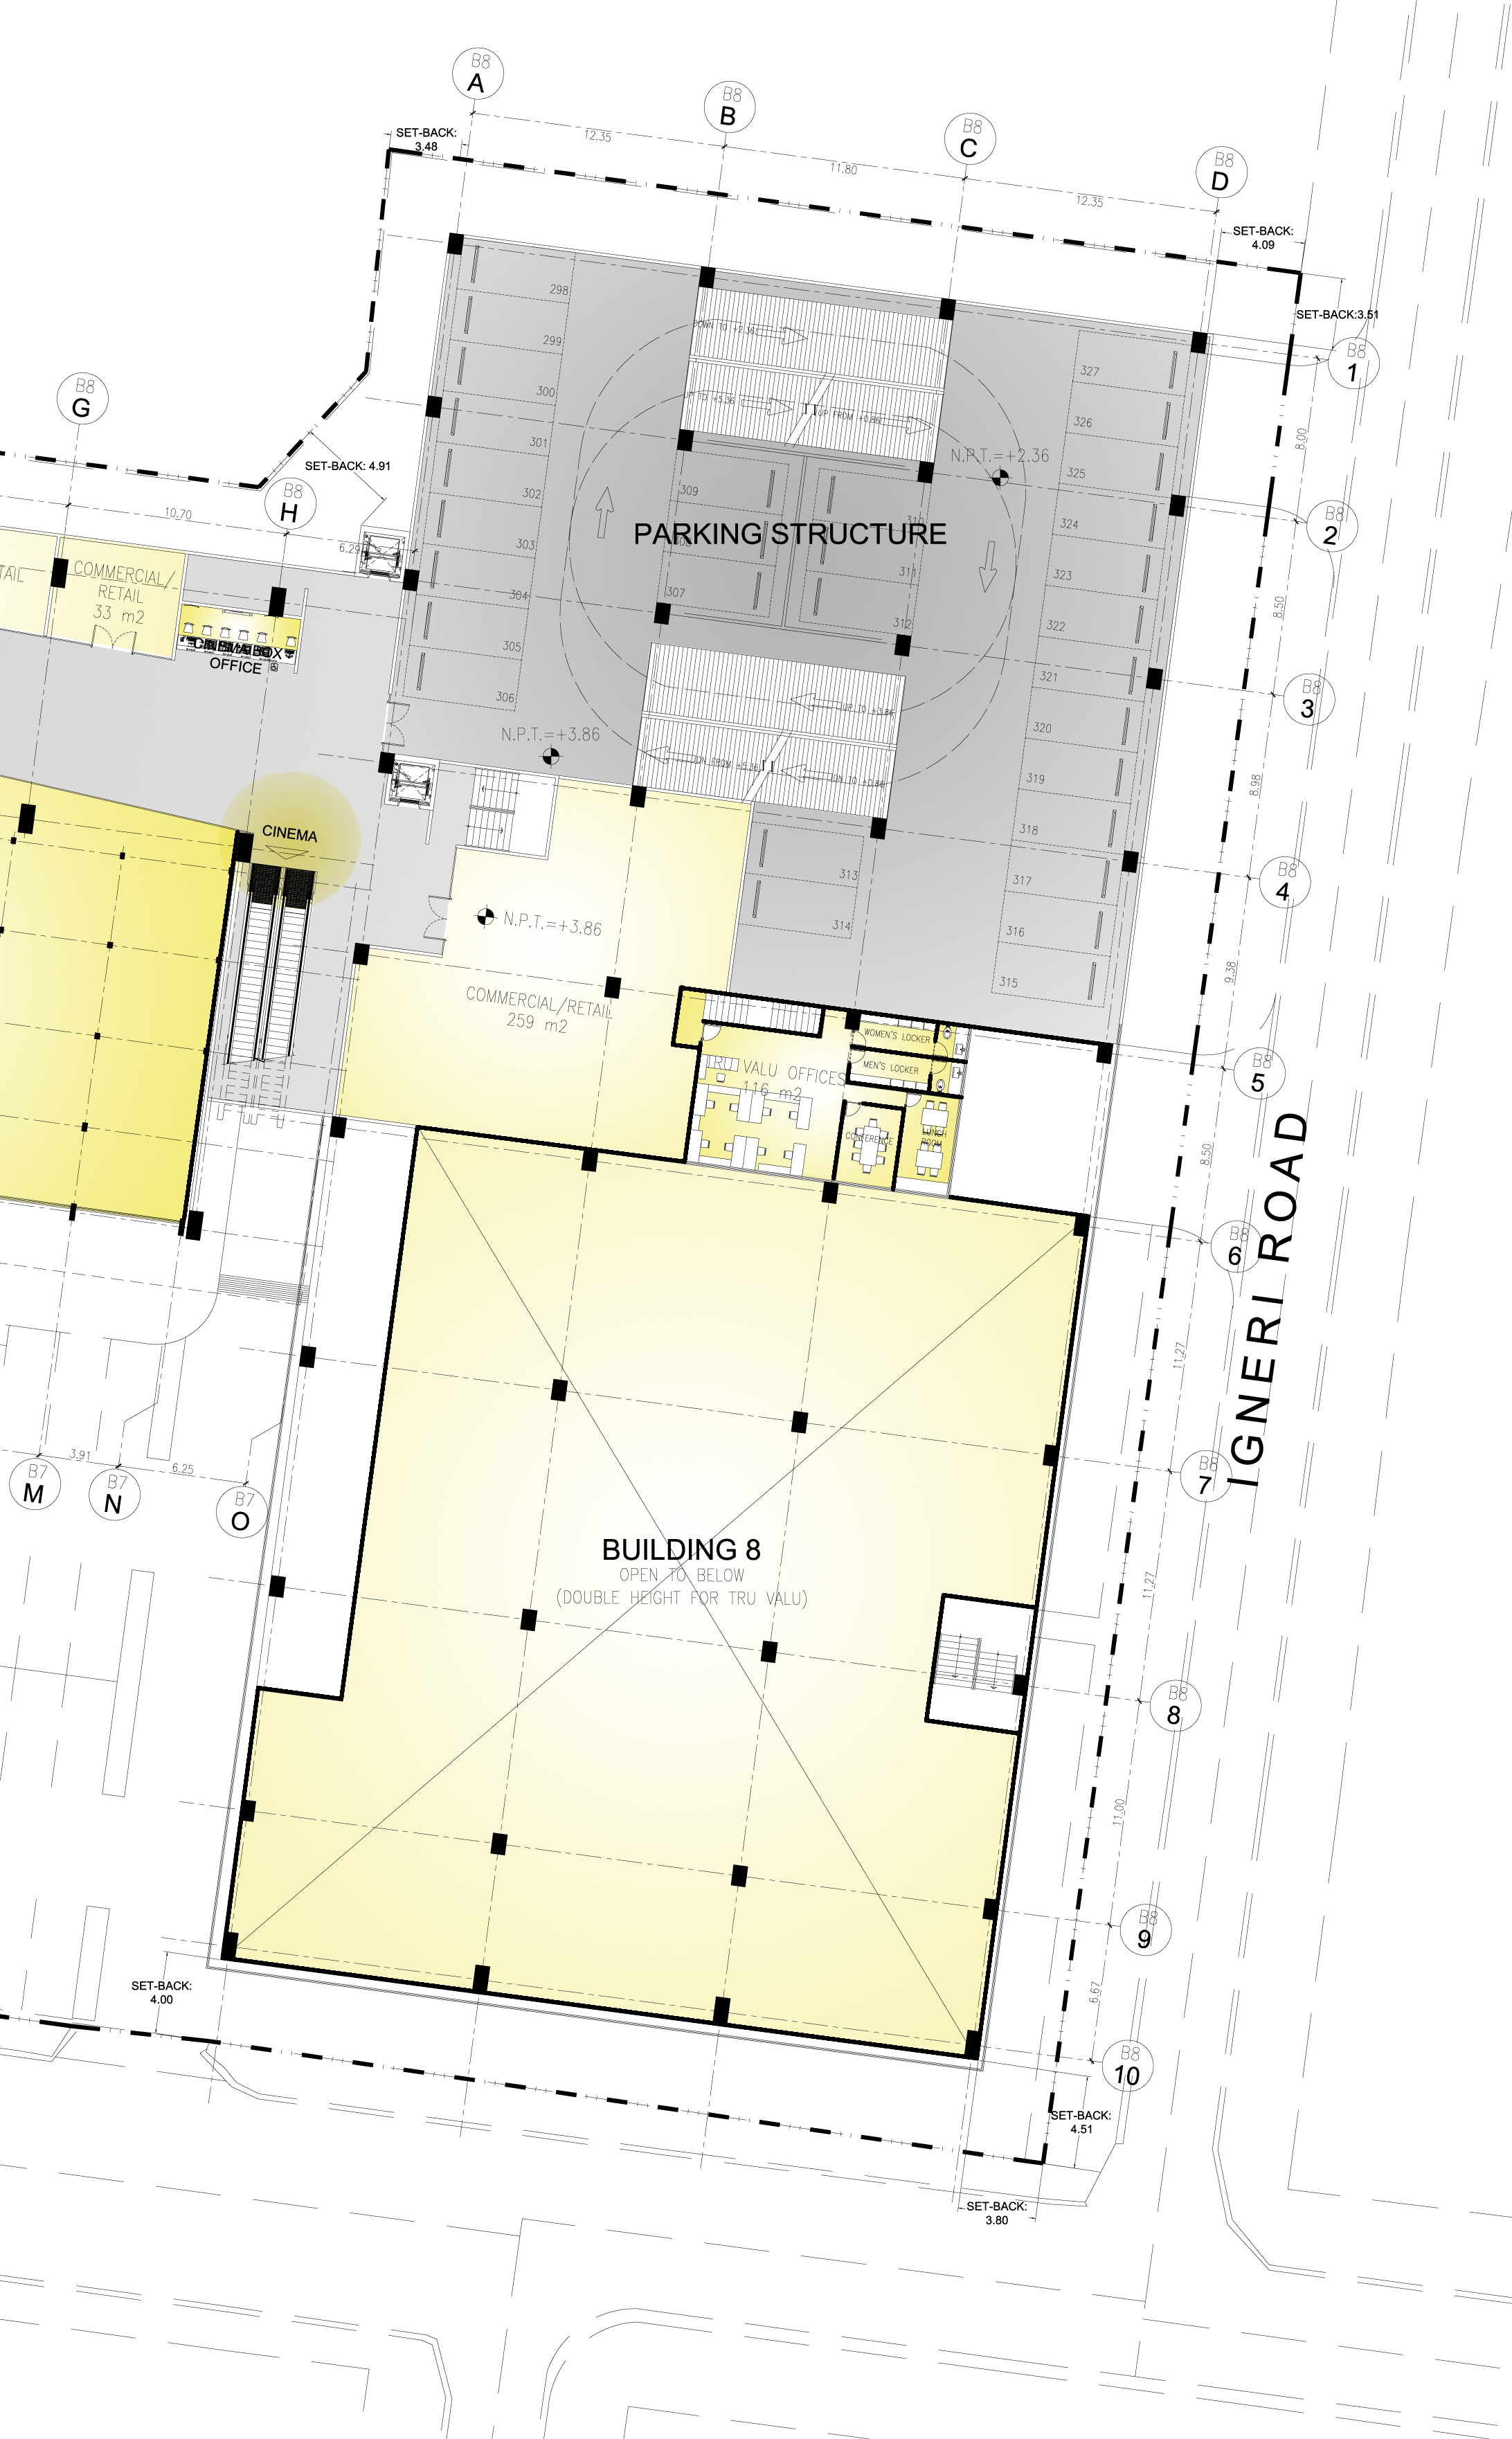 B8
A
B8
B
B8
C
B8
D
SET-BACK:
3.48
12.35
11.80
12.35
SET-BACK:
4.09
SET-BACK:3.51
B8
1
B8
G
SET-BACK: 4.91
B8
H
10.70
6.29
298
299
300
301
302
303
304
305
306
DOWN TO +2.36
UP TO +5.36
UP FROM +0.86
327
326
325
324
323
322
321
320
319
318
317
316
315
N.P.T.=+2.36
309
310
PARKING STRUCTURE
311
307
312
8.00
B8
2
8.50
B8
3
8.98
B8
4
9.38
B8
5
8.50
B8
6
TAIL
COMMERCIAL/
RETAIL
33 m2
OFFICE
N.P.T.=+3.86
UP TO +3.86
DN FROM +5.36
DN TO +0.86
CINEMA
313
314
N.P.T.=+3.86
COMMERCIAL/RETAIL
259 m2
TRU VALU OFFICES
116 m2
WOMEN'S LOCKER
MEN'S LOCKER
CONFERENCE
LUNCH
ROOM
IGNERI ROAD
11.27
B8
7
3.91
6.25
B7
M
B7
N
B7
O
BUILDING 8
OPEN TO BELOW
(DOUBLE HEIGHT FOR TRU VALU)
11.27
B8
8
11.00
B8
9
6.67
B8
10
SET-BACK:
4.00
SET-BACK:
4.51
SET-BACK:
3.80